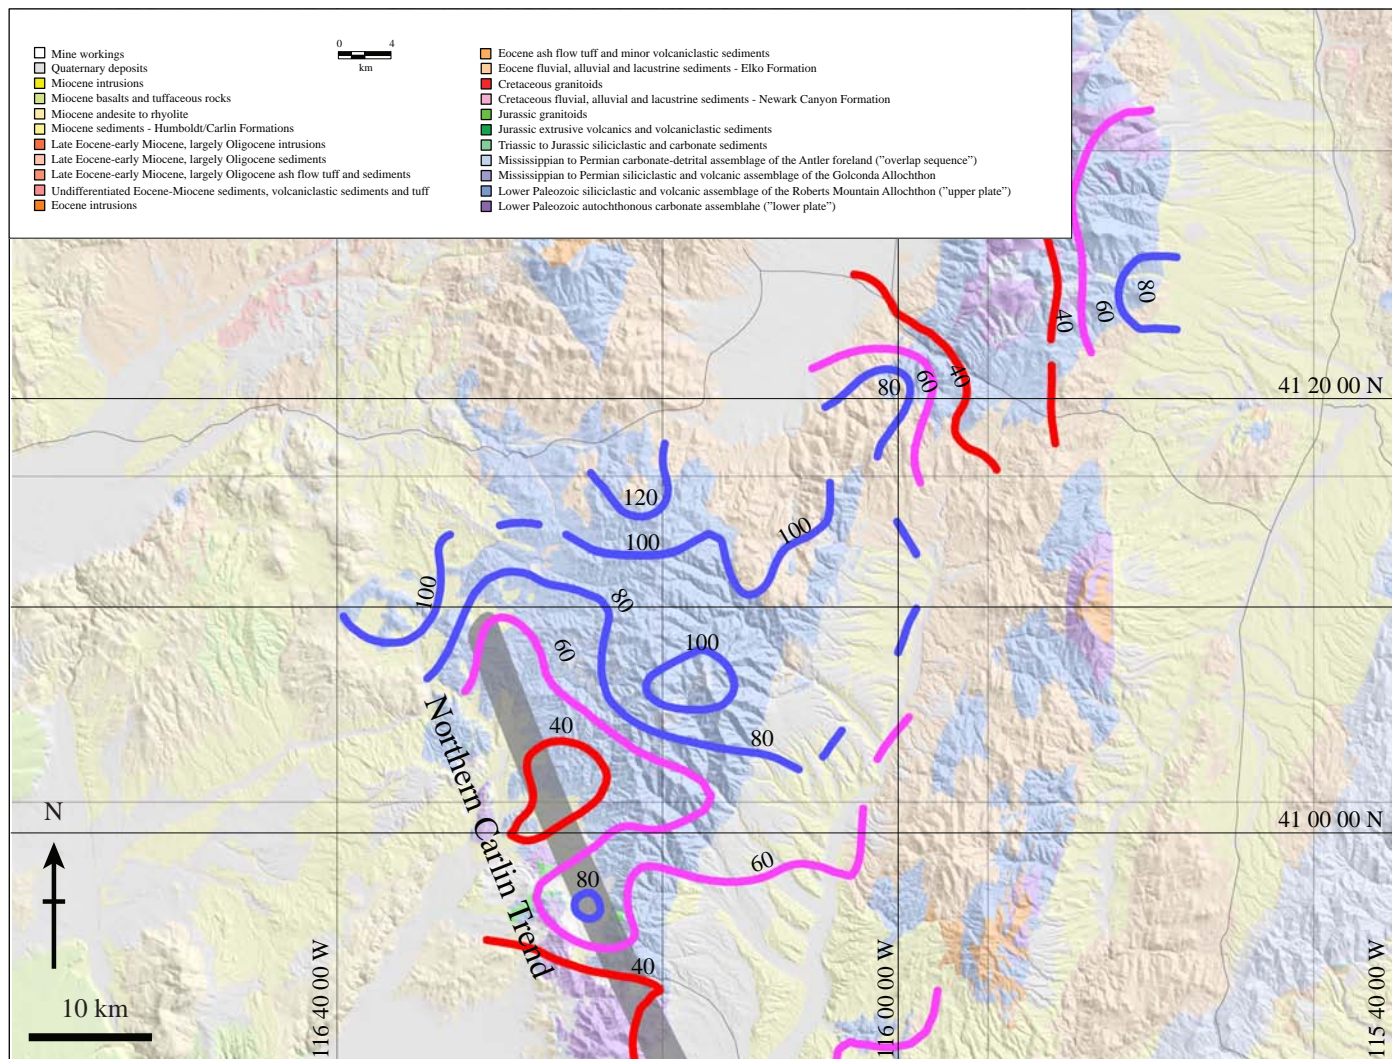 Mine workings
Quaternary deposits
Miocene intrusions
Miocene basalts and tuffaceous rocks
Miocene andesite to rhyolite
Miocene sediments - Humboldt/Carlin Formations
Late Eocene-early Miocene, largely Oligocene intrusions
Late Eocene-early Miocene, largely Oligocene sediments
Late Eocene-early Miocene, largely Oligocene ash flow tuff and sediments
Undifferentiated Eocene-Miocene sediments, volcaniclastic sediments and tuff
Eocene intrusions
0 4
km
Eocene ash flow tuff and minor volcaniclastic sediments
Eocene fluvial, alluvial and lacustrine sediments - Elko Formation
Cretaceous granitoids
Cretaceous fluvial, alluvial and lacustrine sediments - Newark Canyon Formation
Jurassic granitoids
Jurassic extrusive volcanics and volcaniclastic sediments
Triassic to Jurassic siliciclastic and carbonate sediments
Mississippian to Permian carbonate-detrital assemblage of the Antler foreland ("overlap sequence")
Mississippian to Permian siliciclastic and volcanic assemblage of the Golconda Allochthon
Lower Paleozoic siliciclastic and volcanic assemblage of the Roberts Mountain Allochthon ("upper plate")
Lower Paleozoic autochthonous carbonate assemblahe ("lower plate")
80
60
40
80
60
40
41 20 00 N
120
100
100
100
80
60
100
40
80
Northern Carlin Trend
N
41 00 00 N
60
80
40
10 km
116 40 00 W
116 00 00 W
115 40 00 W